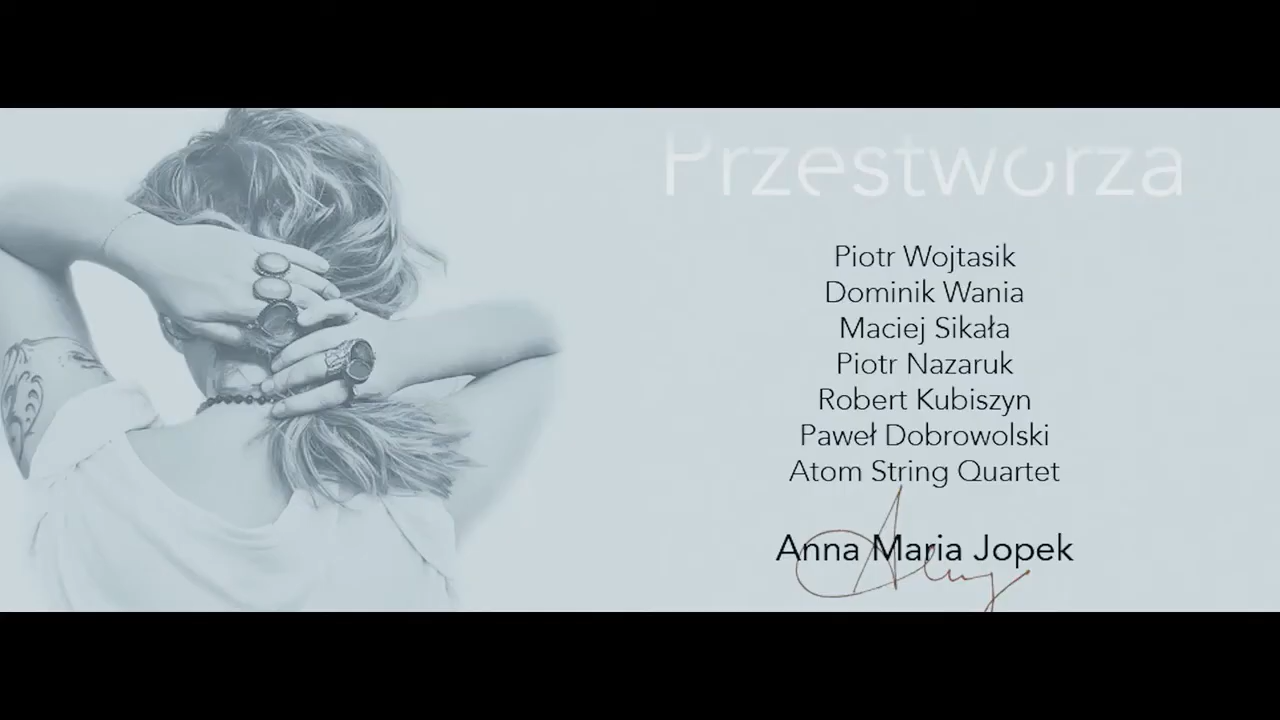 Przestworza
Piotr Wojtasik
Dominik Wania
Maciej Sikała
Piotr Nazaruk
Robert Kubiszyn
Paweł Dobrowolski
Atom String Quartet
Anna Maria Jopek